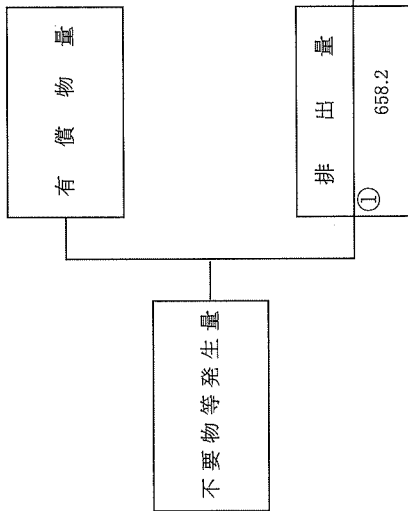 有償物量
不要物等発生量
排出量
①
658.2